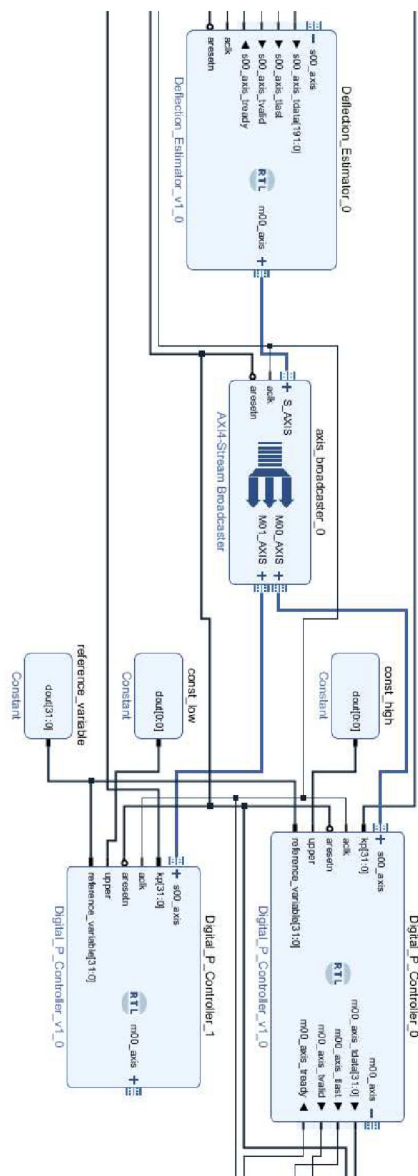 Deflection_Estimator_0
s00_axis
s00_axis_tdata[191:0]
s00_axis_tlast
s00_axis_tvalid
s00_axis_tready
aclk
aresetn
RTL
m00_axis
Deflection_Estimator_v1_0
axis_broadcaster_0
S_AXIS
aclk
aresetn
M00_AXIS
M01_AXIS
AXI4-Stream Broadcaster
const_high
dout[0:0]
Constant
const_low
dout[0:0]
Constant
reference_variable
dout[31:0]
Constant
Digital_P_Controller_0
s00_axis
kp[31:0]
aclk
aresetn
upper
reference_variable[31:0]
RTL
m00_axis
m00_axis_tdata[31:0]
m00_axis_tlast
m00_axis_tvalid
m00_axis_tready
Digital_P_Controller_v1_0
Digital_P_Controller_1
s00_axis
kp[31:0]
aclk
aresetn
upper
reference_variable[31:0]
RTL
m00_axis
Digital_P_Controller_v1_0